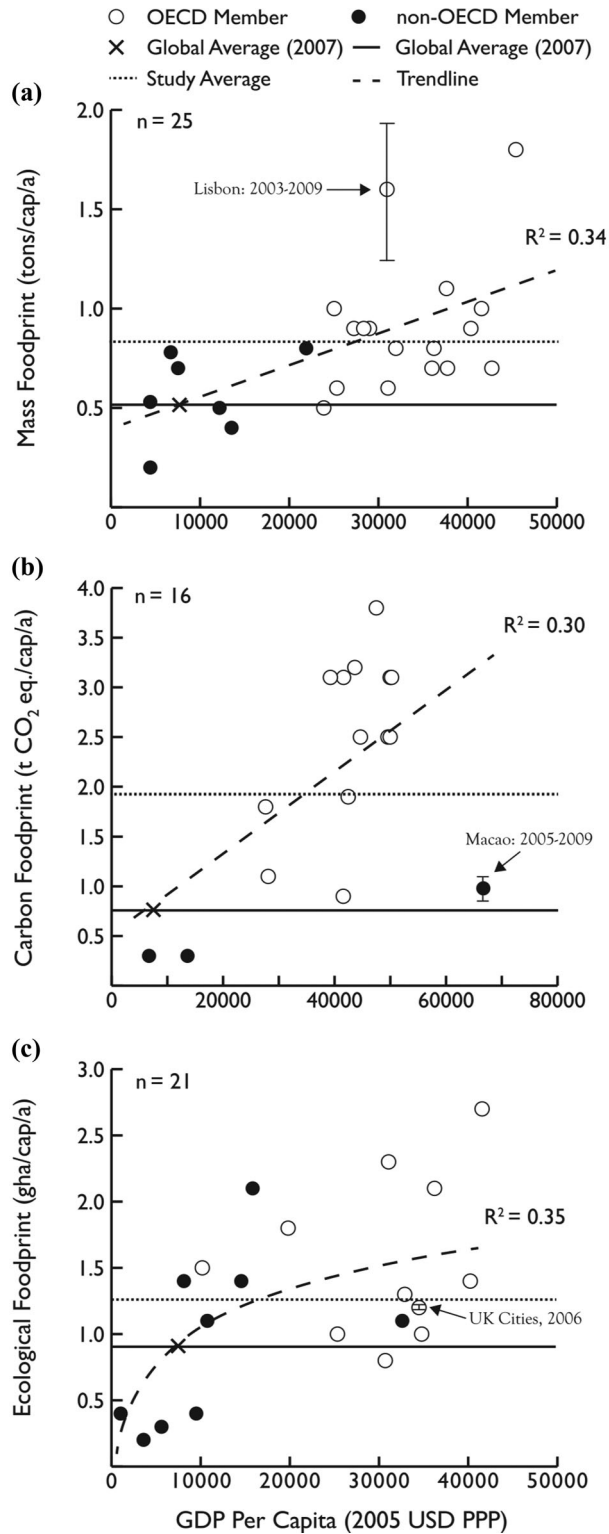 OECD Member non-OECD Member
Global Average (2007) Global Average (2007)
Study Average Trendline
(a)
Mass Foodprint (tons/cap/a)
2.0
1.5
1.0
0.5
n = 25
Lisbon: 2003-2009
R² = 0.34
0 10000 20000 30000 40000 50000
(b)
Carbon Foodprint (t CO₂ eq./cap/a)
4.0
3.5
3.0
2.5
2.0
1.5
1.0
0.5
n = 16
R² = 0.30
Macao: 2005-2009
0 20000 40000 60000 80000
(c)
Ecological Foodprint (gha/cap/a)
3.0
2.5
2.0
1.5
1.0
0.5
n = 21
R² = 0.35
UK Cities, 2006
0 10000 20000 30000 40000 50000
GDP Per Capita (2005 USD PPP)